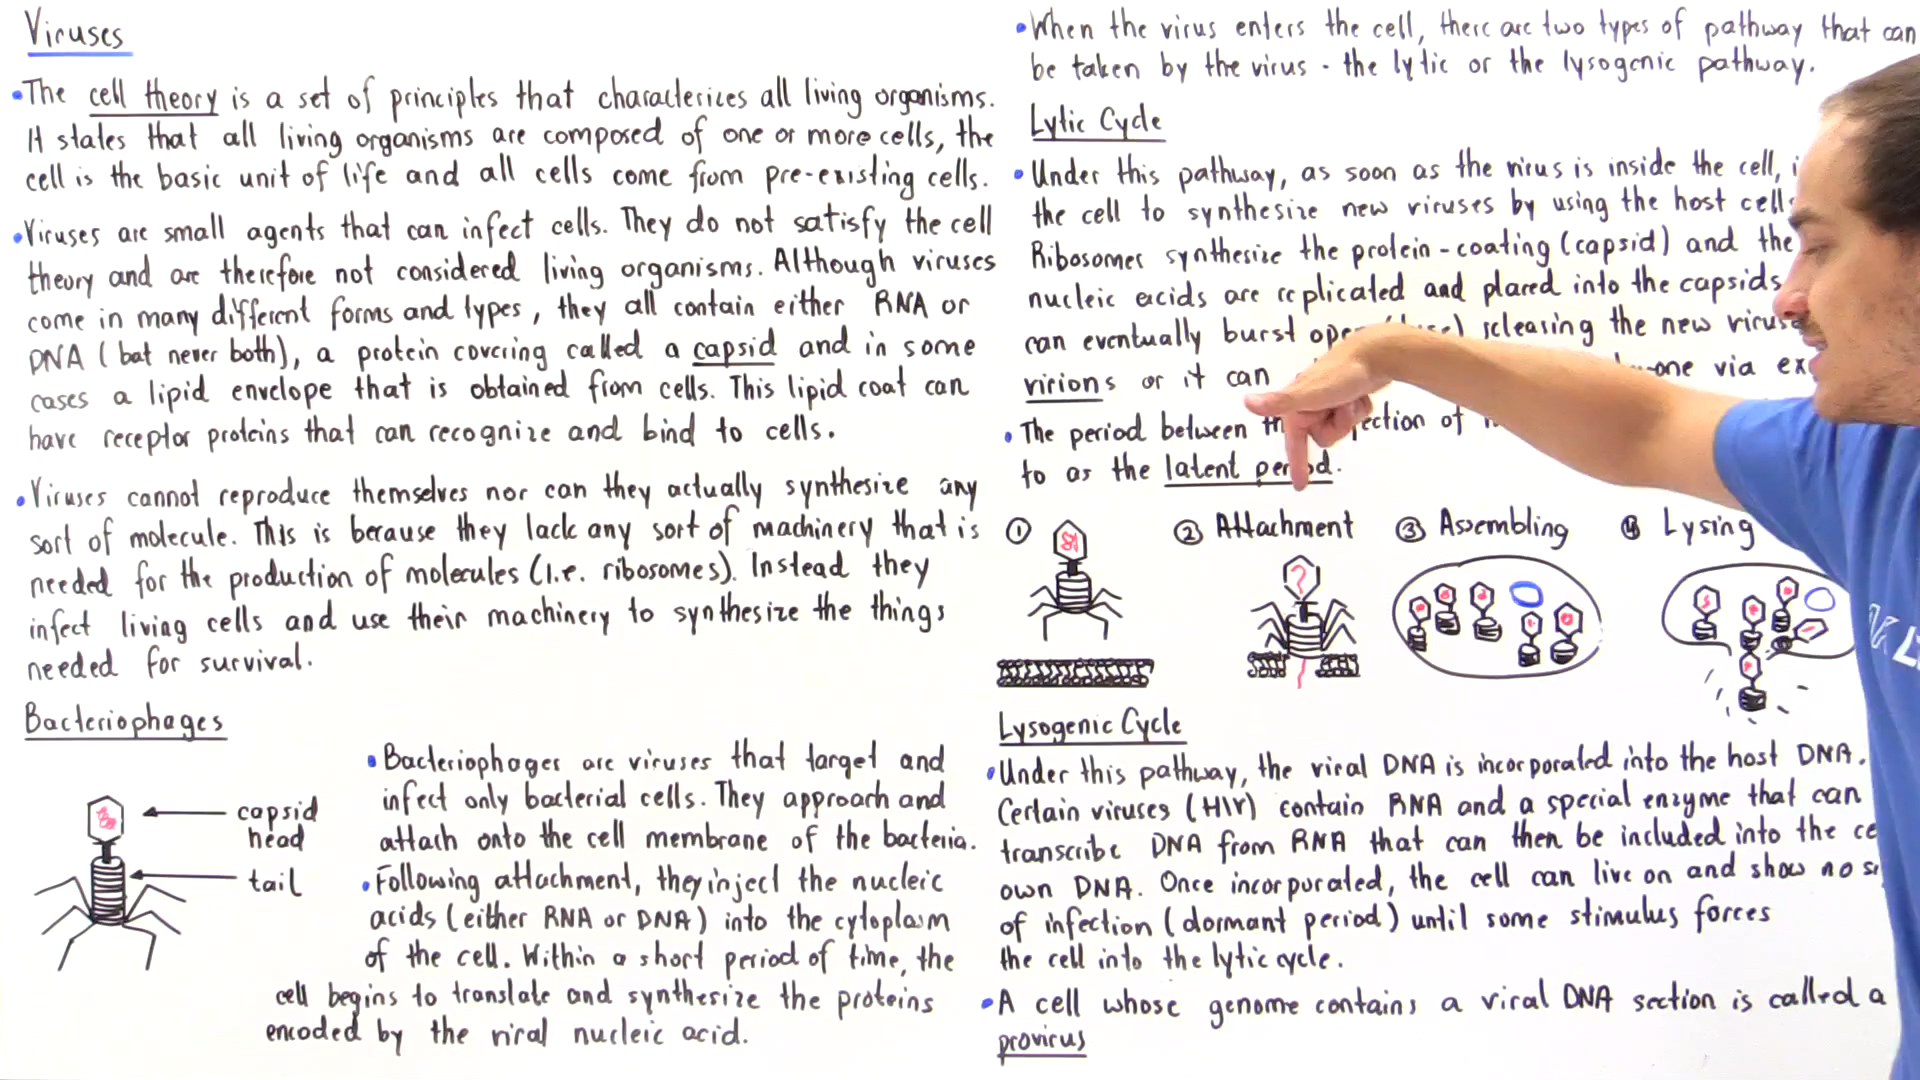 Viruses
•The cell theory is a set of principles that characterizes all living organisms.
It states that all living organisms are composed of one or more cells, the
cell is the basic unit of life and all cells come from pre-existing cells.
•Viruses are small agents that can infect cells. They do not satisfy the cell
theory and are therefore not considered living organisms. Although viruses
come in many different forms and types, they all contain either RNA or
DNA (bat never both), a protein covering called a capsid and in some
cases a lipid envelope that is obtained from cells. This lipid coat can
have receptor proteins that can recognize and bind to cells.
•Viruses cannot reproduce themselves nor can they actually synthesize any
sort of molecule. This is because they lack any sort of machinery that is
needed for the production of molecules (i.e. ribosomes). Instead they
infect living cells and use their machinery to synthesize the things
needed for survival.
Bacteriophages
capsid
head
tail
•Bacteriophages are viruses that target and
infect only bacterial cells. They approach and
attach onto the cell membrane of the bacteria.
•Following attachment, they inject the nucleic
acids (either RNA or DNA) into the cytoplasm
of the cell. Within a short period of time, the
cell begins to translate and synthesize the proteins
encoded by the viral nucleic acid.
•When the virus enters the cell, there are two types of pathway that can
be taken by the virus - the lytic or the lysogenic pathway.
Lytic Cycle
•Under this pathway, as soon as the virus is inside the cell,
the cell to synthesize new viruses by using the host cell
Ribosomes synthesize the protein-coating (capsid) and the
nucleic acids are replicated and placed into the capsids
can eventually burst open releasing the new
virions or it can via
•The period between of
to as the latent period.
① ② Attachment ③ Assembling ④ Lysing
Lysogenic Cycle
•Under this pathway, the viral DNA is incorporated into the host DNA.
Certain viruses (HIV) contain RNA and a special enzyme that can
transcribe DNA from RNA that can then be included into the
own DNA. Once incorporated, the cell can live on and show no
of infection (dormant period) until some stimulus forces
the cell into the lytic cycle.
•A cell whose genome contains a viral DNA section is called a
provirus